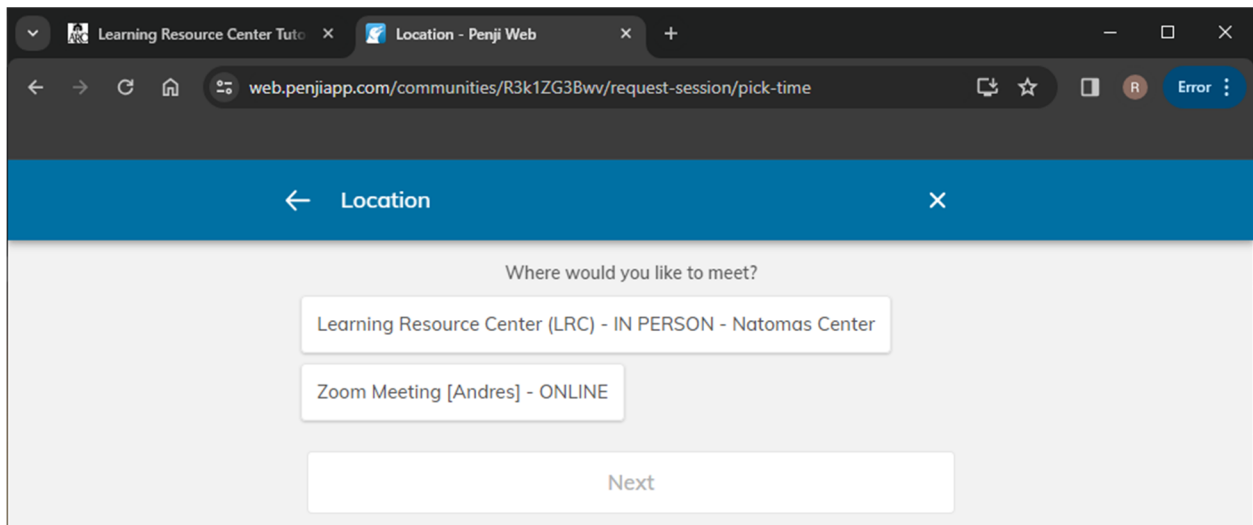 Learning Resource Center Tuto
Location - Penji Web
web.penjiapp.com/communities/R3k1ZG3Bwv/request-session/pick-time
R
Error
Location
Where would you like to meet?
Learning Resource Center (LRC) - IN PERSON - Natomas Center
Zoom Meeting [Andres] - ONLINE
Next